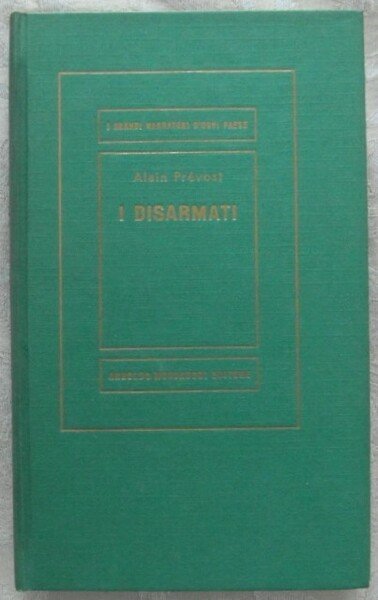 I GRANDI NARRATORI D'OGNI PAESE
Alain Prévost
I DISARMATI
ARNOLDO MONDADORI EDITORE